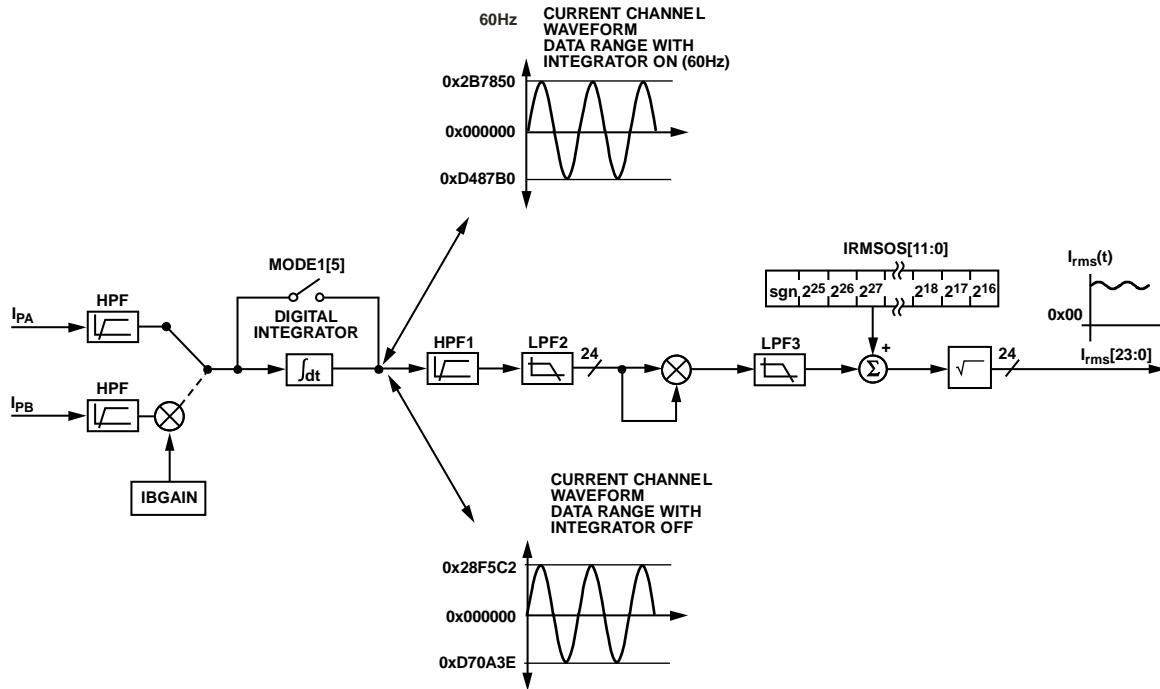 60Hz
CURRENT CHANNEL
WAVEFORM
DATA RANGE WITH
INTEGRATOR ON (60Hz)
0x2B7850
0x000000
0xD487B0
MODE1[5]
DIGITAL
INTEGRATOR
IPA
HPF
IPB
HPF
IBGAIN
∫dt
HPF1
LPF2
24
LPF3
IRMSOS[11:0]
sgn 2^25 2^26 2^27 2^18 2^17 2^16
+
Σ
√
24
Irms(t)
0x00
Irms[23:0]
CURRENT CHANNEL
WAVEFORM
DATA RANGE WITH
INTEGRATOR OFF
0x28F5C2
0x000000
0xD70A3E